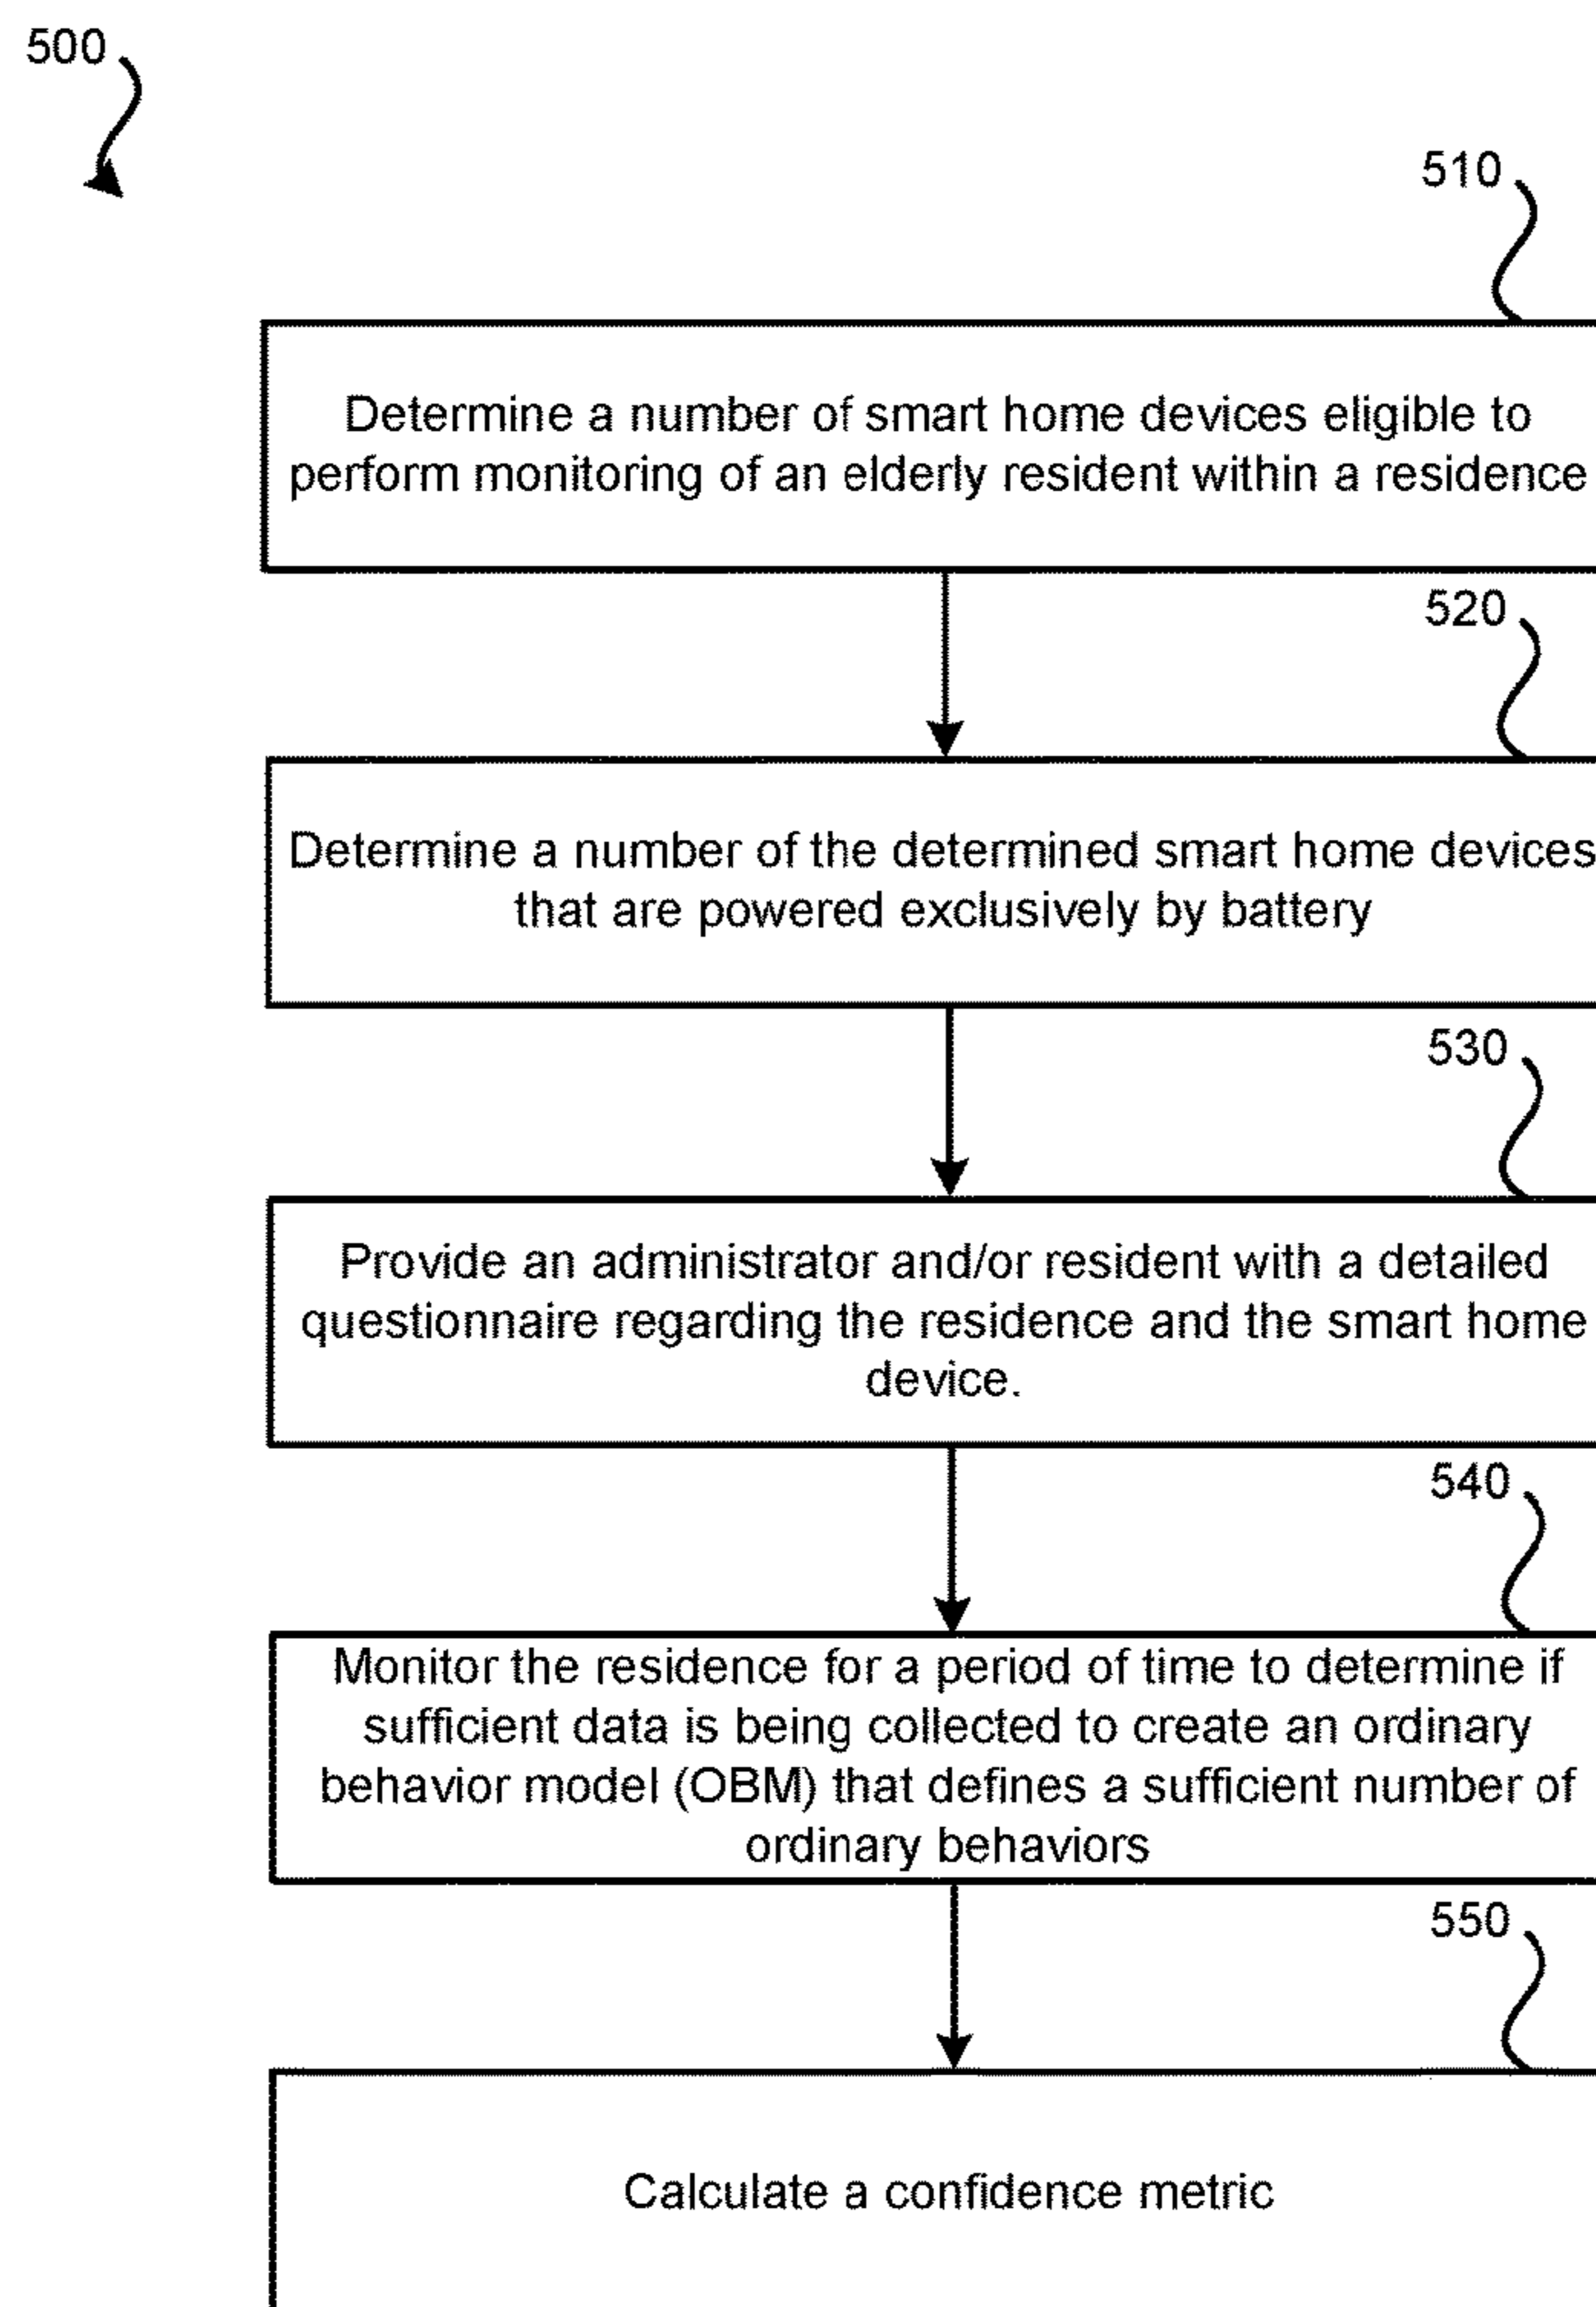 500
510
Determine a number of smart home devices eligible to
perform monitoring of an elderly resident within a residence
520
Determine a number of the determined smart home devices
that are powered exclusively by battery
530
Provide an administrator and/or resident with a detailed
questionnaire regarding the residence and the smart home
device.
540
Monitor the residence for a period of time to determine if
sufficient data is being collected to create an ordinary
behavior model (OBM) that defines a sufficient number of
ordinary behaviors
550
Calculate a confidence metric